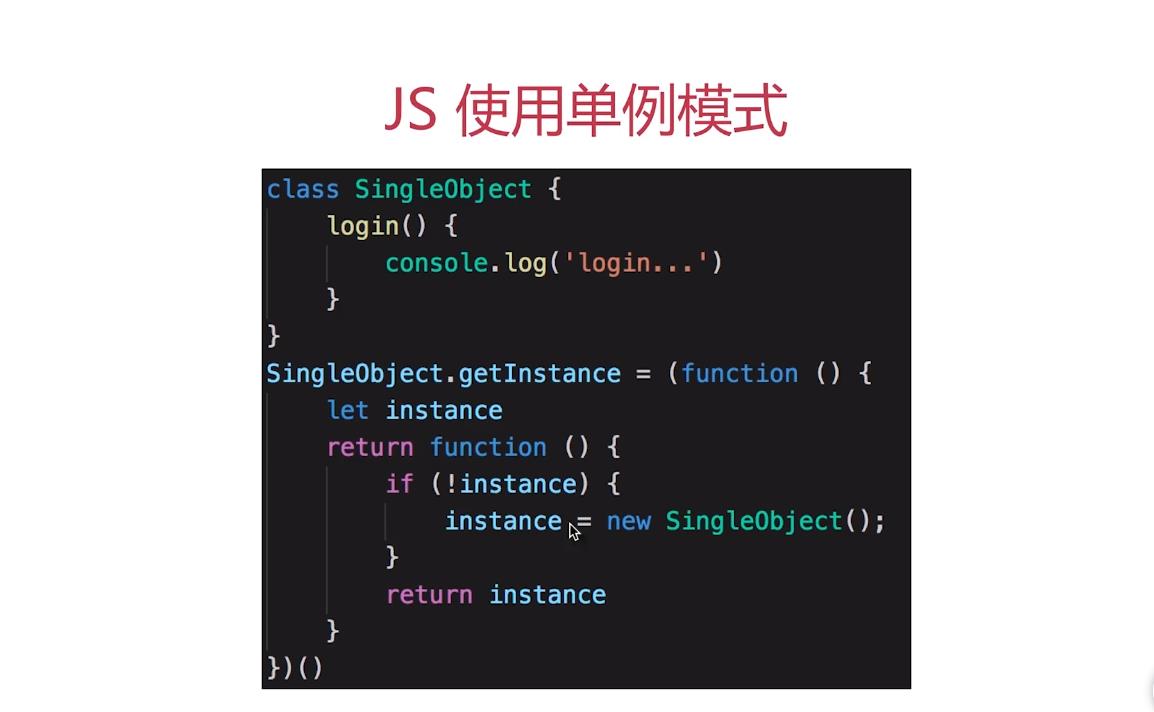 JS 使用单例模式
class SingleObject {
    login() {
        console.log('login...')
    }
}
SingleObject.getInstance = (function () {
    let instance
    return function () {
        if (!instance) {
            instance = new SingleObject();
        }
        return instance
    }
})()